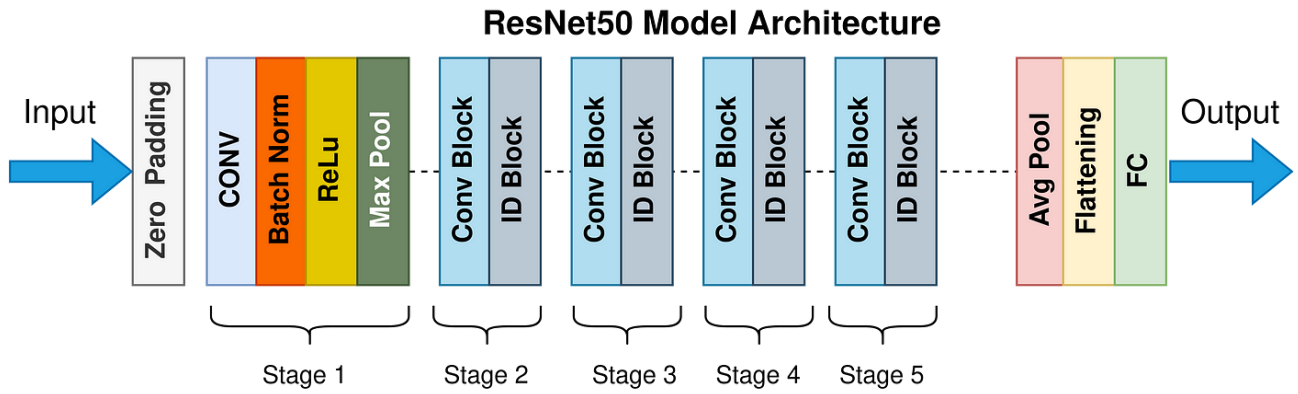 ResNet50 Model Architecture
Input
Zero Padding
CONV
Batch Norm
ReLu
Max Pool
Conv Block
ID Block
Conv Block
ID Block
Conv Block
ID Block
Conv Block
ID Block
Avg Pool
Flattening
FC
Output
Stage 1
Stage 2
Stage 3
Stage 4
Stage 5